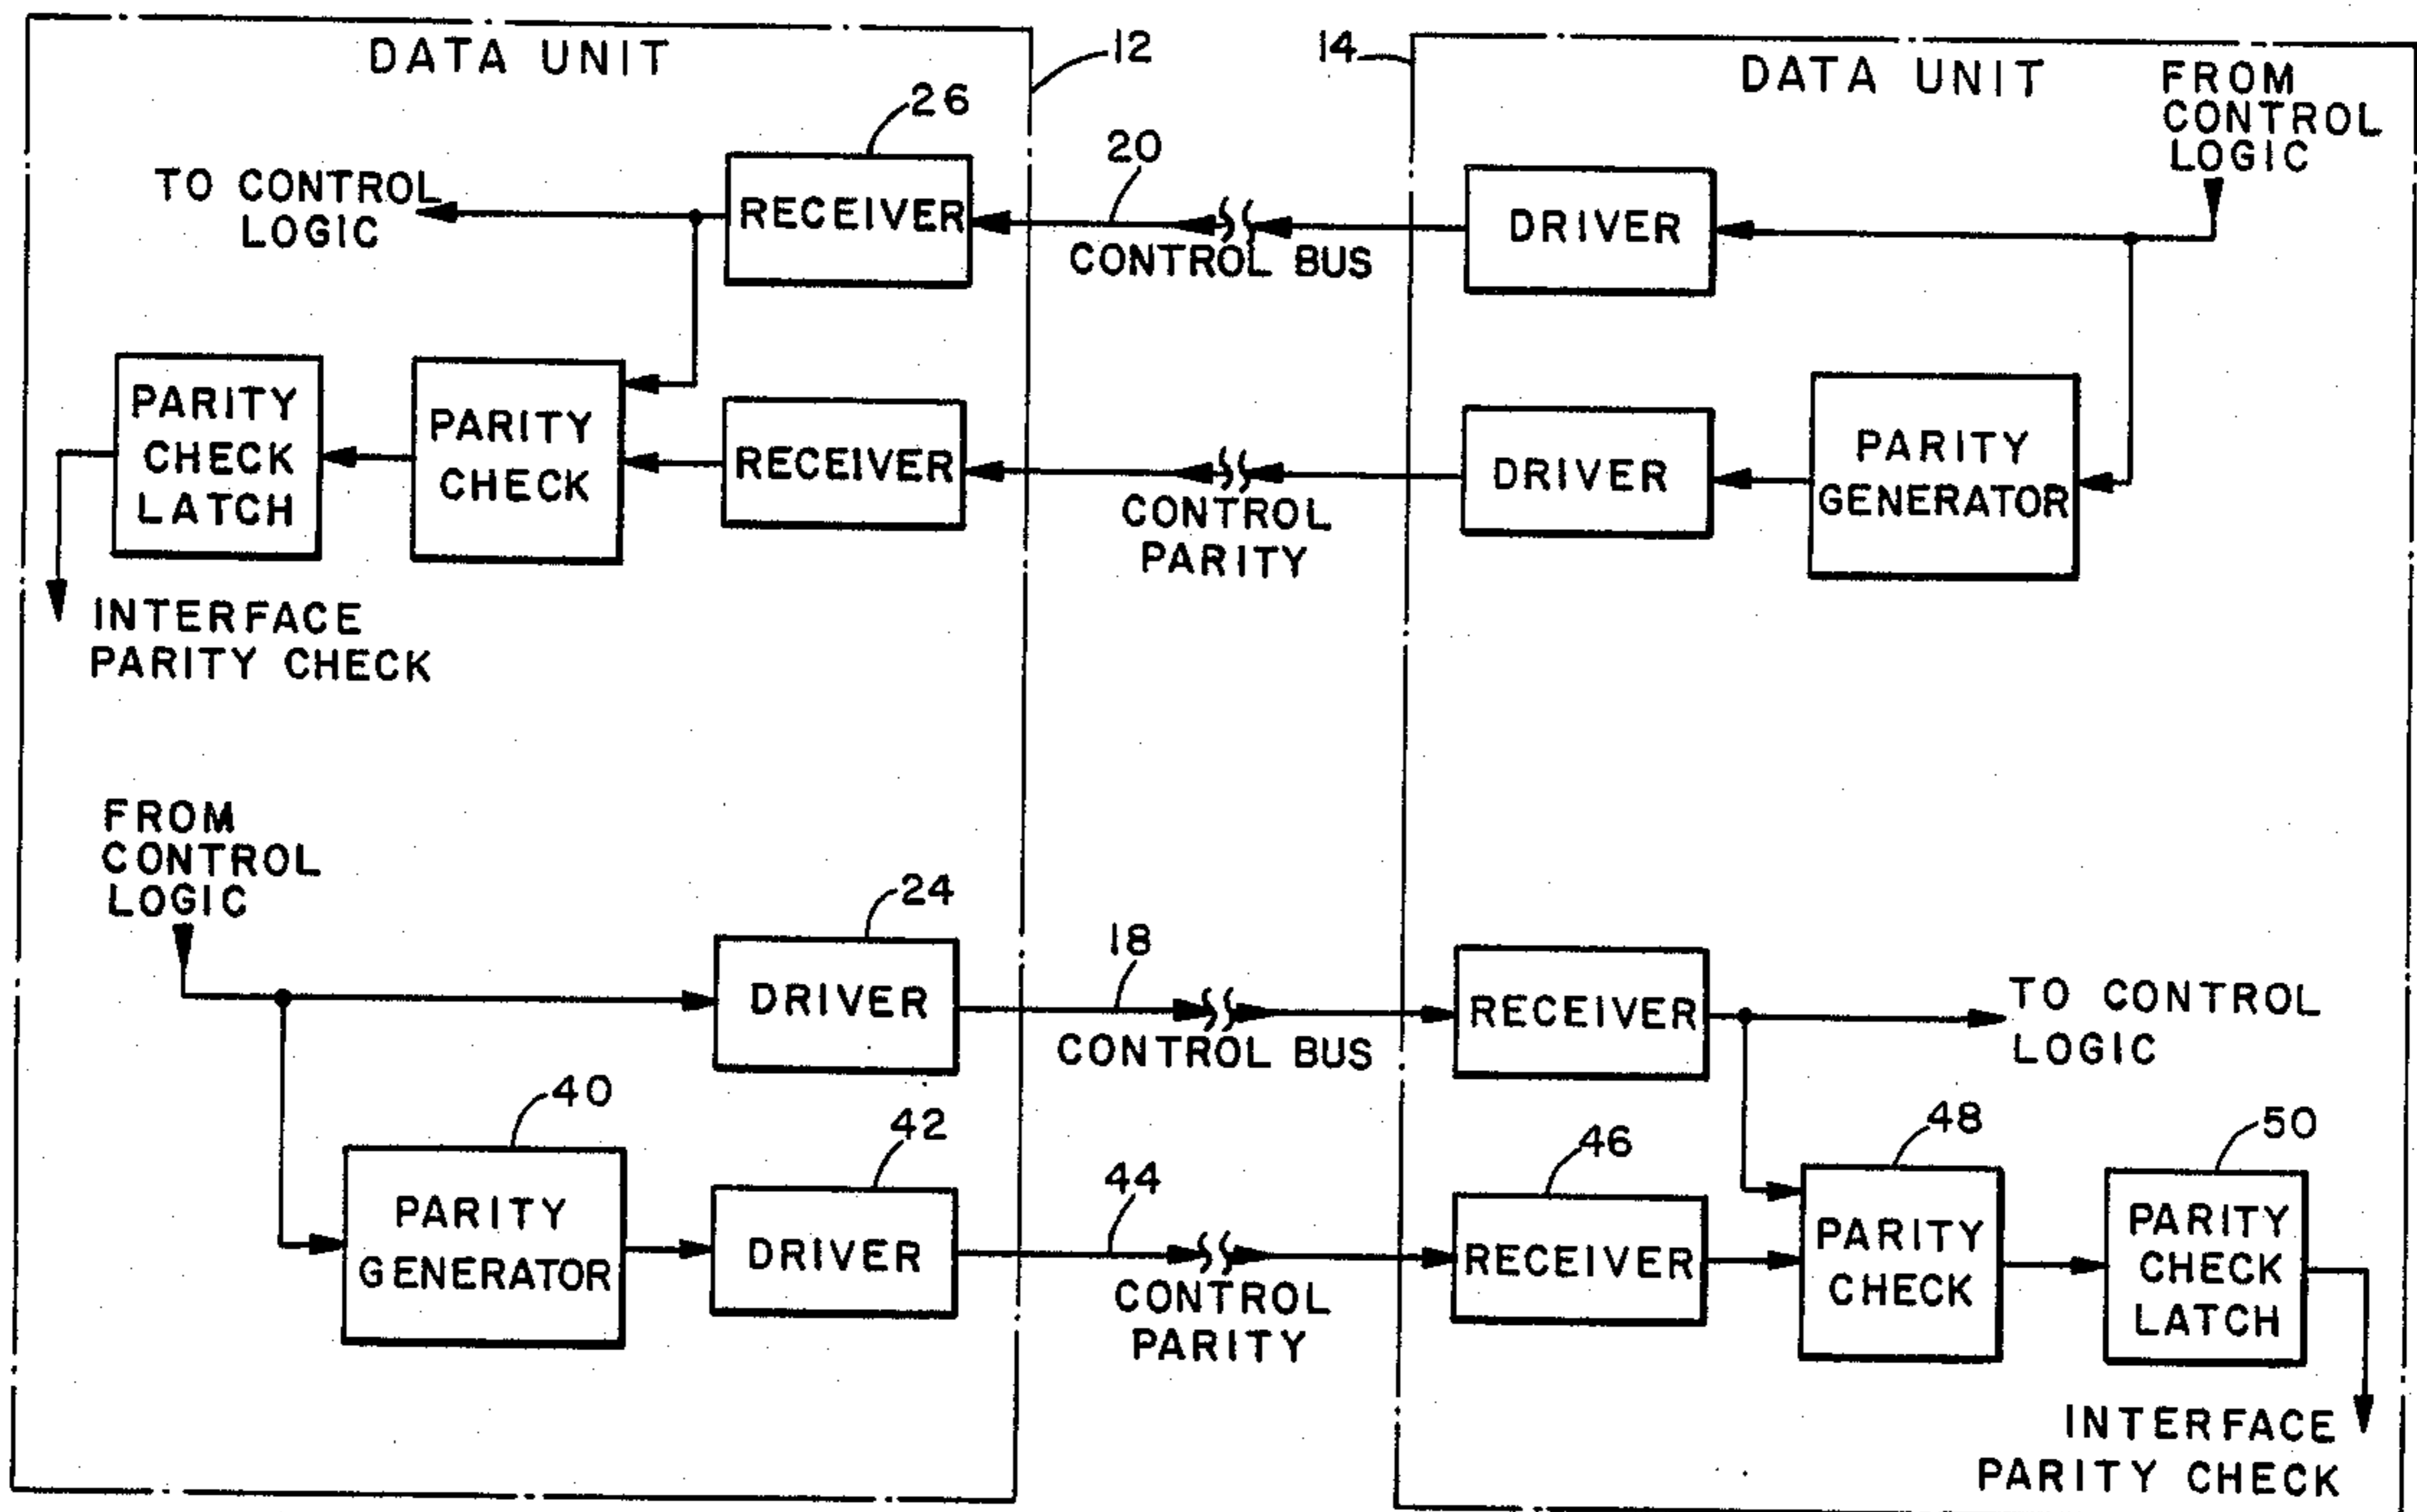 DATA UNIT
12
14
DATA UNIT
FROM
CONTROL
LOGIC
26
20
TO CONTROL
LOGIC
RECEIVER
CONTROL BUS
DRIVER
PARITY
CHECK
LATCH
PARITY
CHECK
RECEIVER
CONTROL
PARITY
DRIVER
PARITY
GENERATOR
INTERFACE
PARITY CHECK
FROM
CONTROL
LOGIC
24
18
DRIVER
CONTROL BUS
RECEIVER
TO CONTROL
LOGIC
40
42
44
46
48
50
PARITY
GENERATOR
DRIVER
CONTROL
PARITY
RECEIVER
PARITY
CHECK
PARITY
CHECK
LATCH
INTERFACE
PARITY CHECK